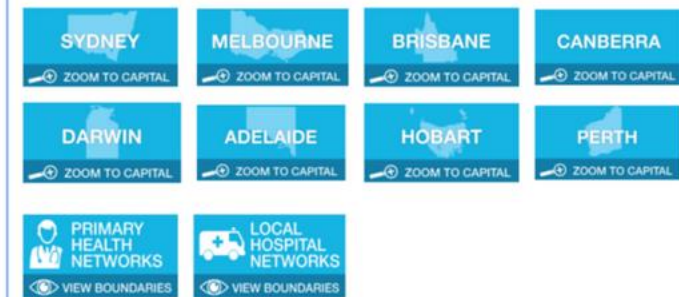 SYDNEY
ZOOM TO CAPITAL
MELBOURNE
ZOOM TO CAPITAL
BRISBANE
ZOOM TO CAPITAL
CANBERRA
ZOOM TO CAPITAL
DARWIN
ZOOM TO CAPITAL
ADELAIDE
ZOOM TO CAPITAL
HOBART
ZOOM TO CAPITAL
PERTH
ZOOM TO CAPITAL
PRIMARY
HEALTH
NETWORKS
VIEW BOUNDARIES
LOCAL
HOSPITAL
NETWORKS
VIEW BOUNDARIES